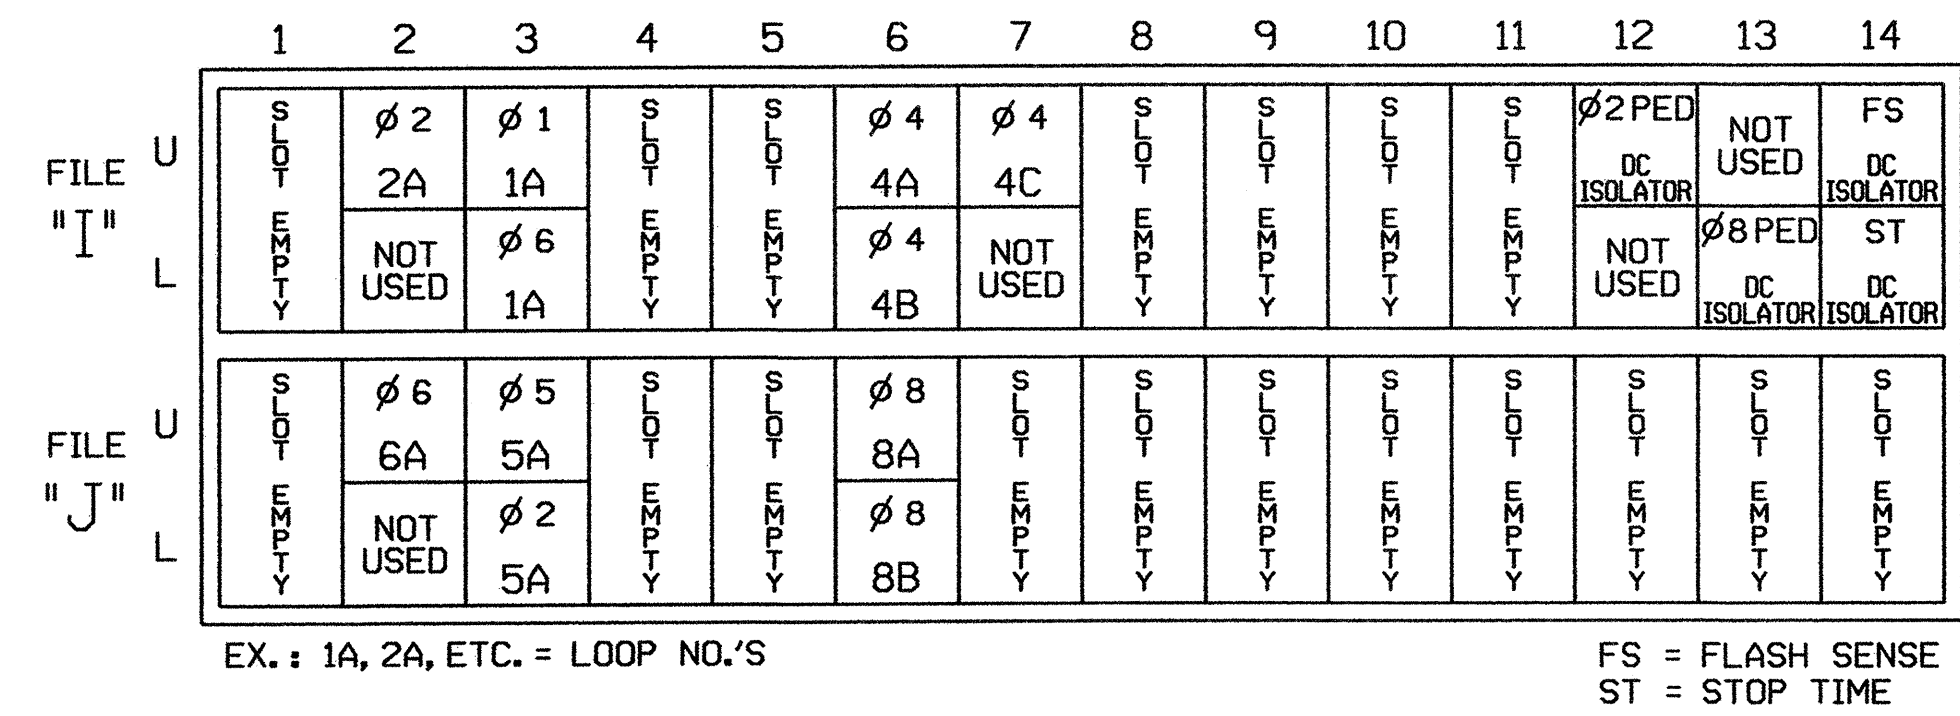 1 2 3 4 5 6 7 8 9 10 11 12 13 14
FILE "I"
U
L
SLOT EMPTY
Ø 2
2A
NOT USED
Ø 1
1A
Ø 6
1A
SLOT EMPTY
SLOT EMPTY
Ø 4
4A
Ø 4
4B
Ø 4
4C
NOT USED
SLOT EMPTY
SLOT EMPTY
SLOT EMPTY
SLOT EMPTY
Ø2 PED
DC
ISOLATOR
NOT USED
NOT USED
Ø8 PED
DC
ISOLATOR
FS
DC
ISOLATOR
ST
DC
ISOLATOR
FILE "J"
U
L
SLOT EMPTY
Ø 6
6A
NOT USED
Ø 5
5A
Ø 2
5A
SLOT EMPTY
SLOT EMPTY
Ø 8
8A
Ø 8
8B
SLOT EMPTY
SLOT EMPTY
SLOT EMPTY
SLOT EMPTY
SLOT EMPTY
SLOT EMPTY
SLOT EMPTY
SLOT EMPTY
EX.: 1A, 2A, ETC. = LOOP NO.'S
FS = FLASH SENSE
ST = STOP TIME